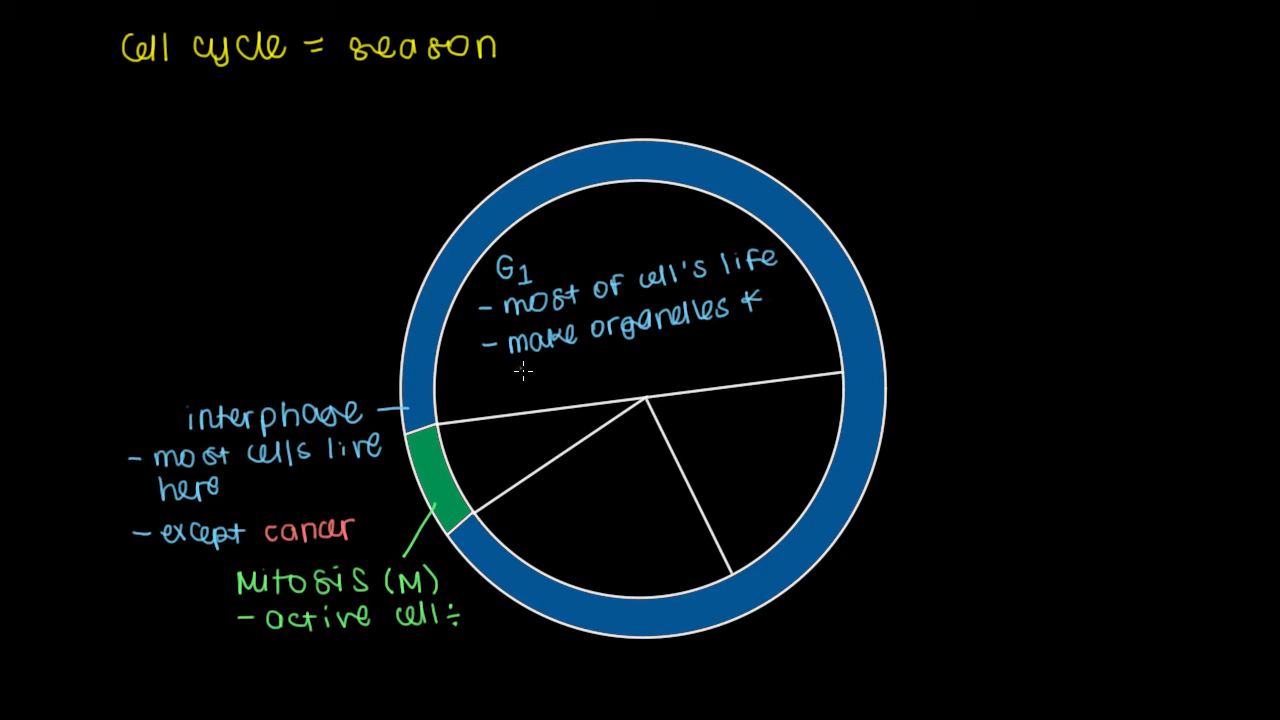 cell cycle = season
G1
- most of cell's life
- make organelles *
interphase
- most cells live
here
- except cancer
Mitosis (M)
- active cell ÷